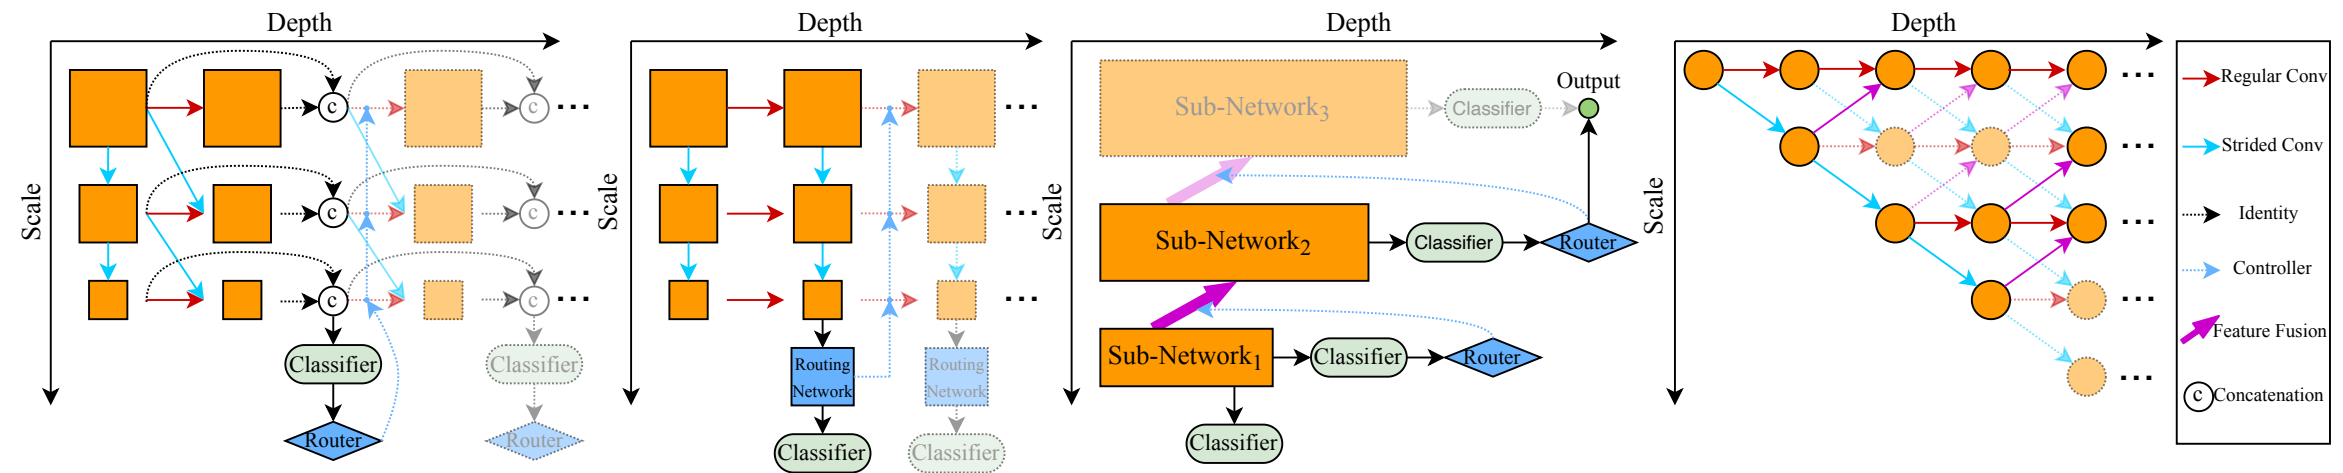 Depth
Scale
c
c
c
c
c
c
Classifier
Router
Classifier
Router
Depth
Scale
Routing
Network
Classifier
Routing
Network
Classifier
Depth
Scale
Sub-Network3
Classifier
Output
Sub-Network2
Classifier
Router
Sub-Network1
Classifier
Router
Classifier
Depth
Scale
Regular Conv
Strided Conv
Identity
Controller
Feature Fusion
c Concatenation